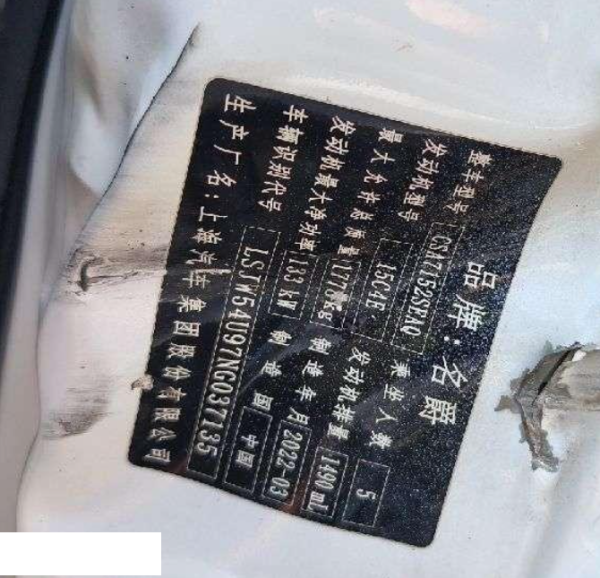 品牌:名爵
整车型号 CSA7152SEAQ 乘坐人数 5
发动机型号 15C4E 发动机排量 1490 ml
最大允许总质量 kg 制造年月 2022 03
发动机最大净功率 133 kW 制造国 中国
车辆识别代号 LSJW54U97NG037135
生产厂名:上海汽车集团股份有限公司